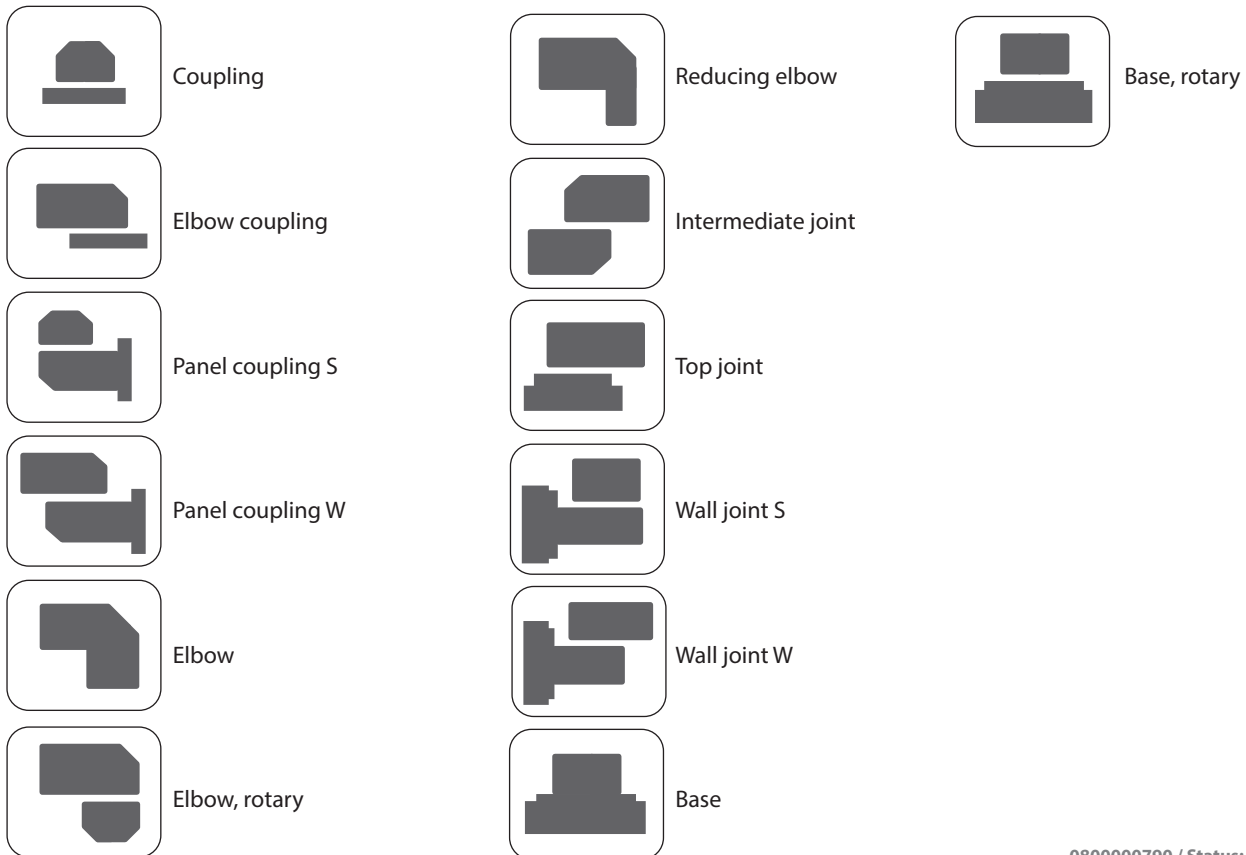 Coupling
Elbow coupling
Panel coupling S
Panel coupling W
Elbow
Elbow, rotary
Reducing elbow
Intermediate joint
Top joint
Wall joint S
Wall joint W
Base
Base, rotary